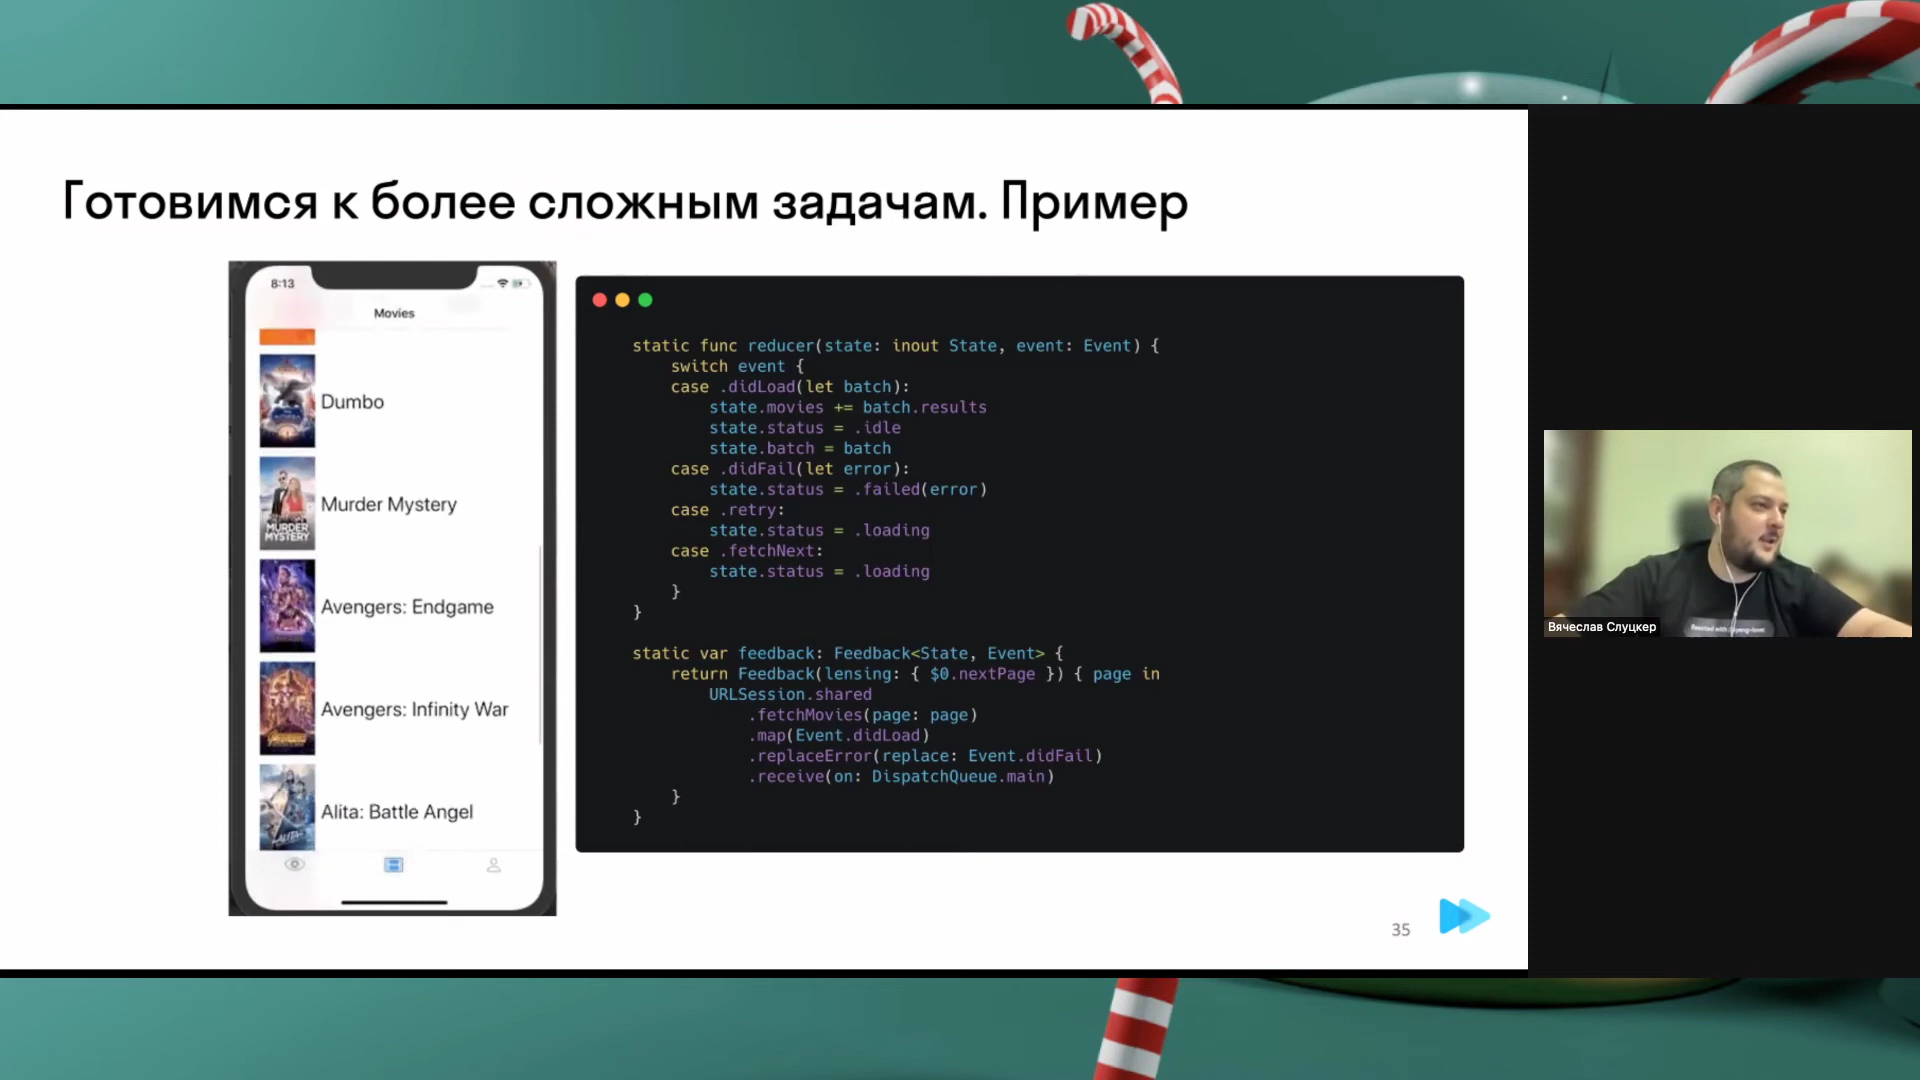 Готовимся к более сложным задачам. Пример
8:13
Movies
Dumbo
MURDER
MYSTERY
Murder Mystery
Avengers: Endgame
Avengers: Infinity War
Alita: Battle Angel
static func reducer(state: inout State, event: Event) {
    switch event {
    case .didLoad(let batch):
        state.movies += batch.results
        state.status = .idle
        state.batch = batch
    case .didFail(let error):
        state.status = .failed(error)
    case .retry:
        state.status = .loading
    case .fetchNext:
        state.status = .loading
    }
}
static var feedback: Feedback<State, Event> {
    return Feedback(lensing: { $0.nextPage }) { page in
        URLSession.shared
            .fetchMovies(page: page)
            .map(Event.didLoad)
            .replaceError(replace: Event.didFail)
            .receive(on: DispatchQueue.main)
    }
}
35
Вячеслав Слуцкер